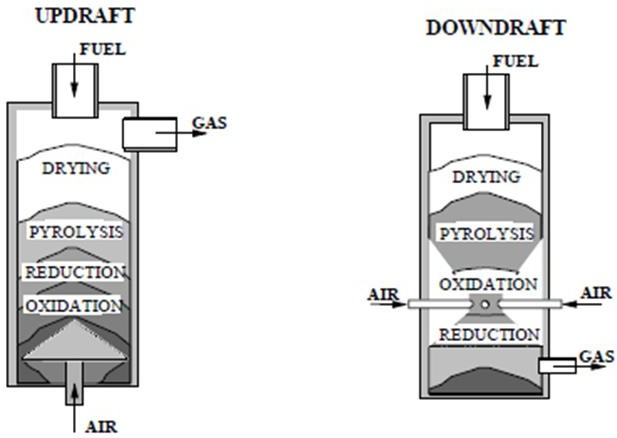 UPDRAFT
FUEL
GAS
DRYING
PYROLYSIS
REDUCTION
OXIDATION
AIR
DOWNDRAFT
FUEL
DRYING
PYROLYSIS
OXIDATION
AIR
AIR
REDUCTION
GAS